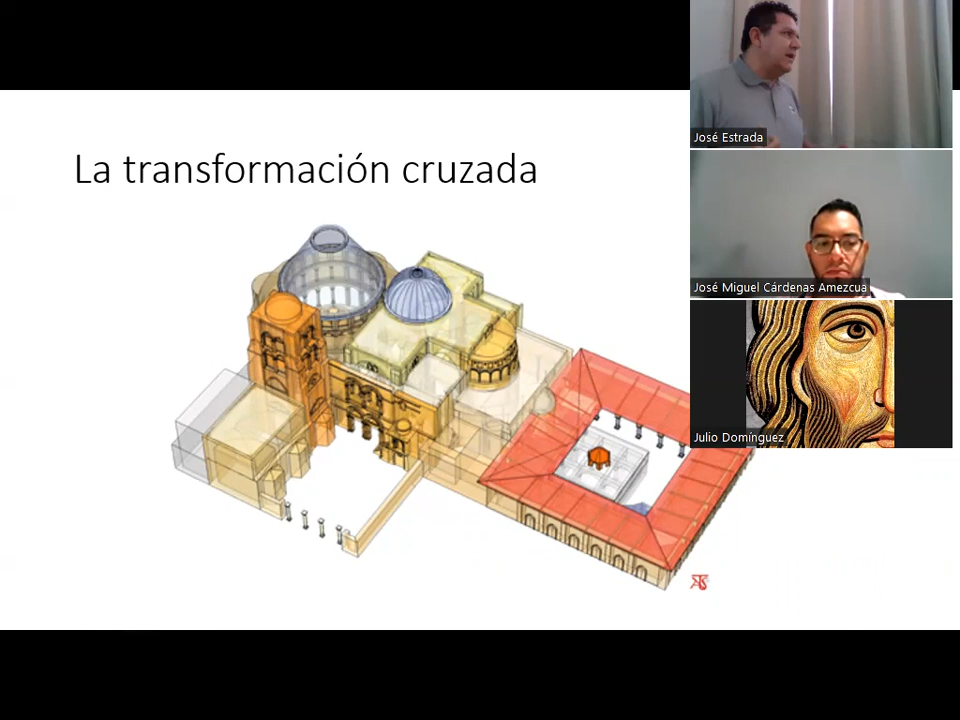 La transformación cruzada
José Estrada
José Miguel Cárdenas Amezcua
Julio Domínguez